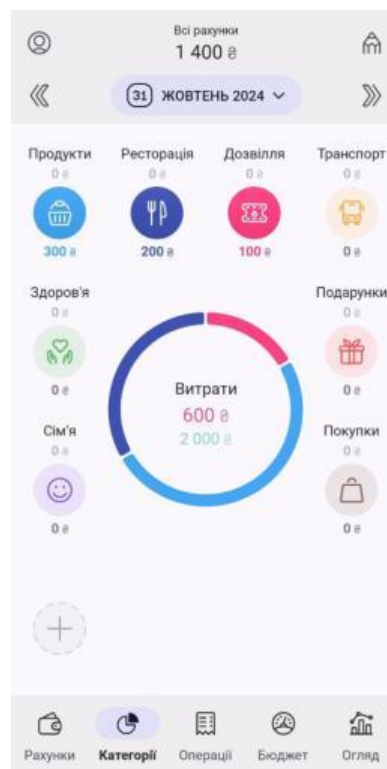 Всі рахунки
1 400 ₴
31 ЖОВТЕНЬ 2024
Продукти Ресторація Дозвілля Транспорт
0 ₴ 0 ₴ 0 ₴ 0 ₴
300 ₴ 200 ₴ 100 ₴ 0 ₴
Здоров'я Подарунки
0 ₴ 0 ₴
0 ₴ 0 ₴
Витрати
600 ₴
2 000 ₴
Сім'я Покупки
0 ₴ 0 ₴
0 ₴ 0 ₴
Рахунки Категорії Операції Бюджет Огляд